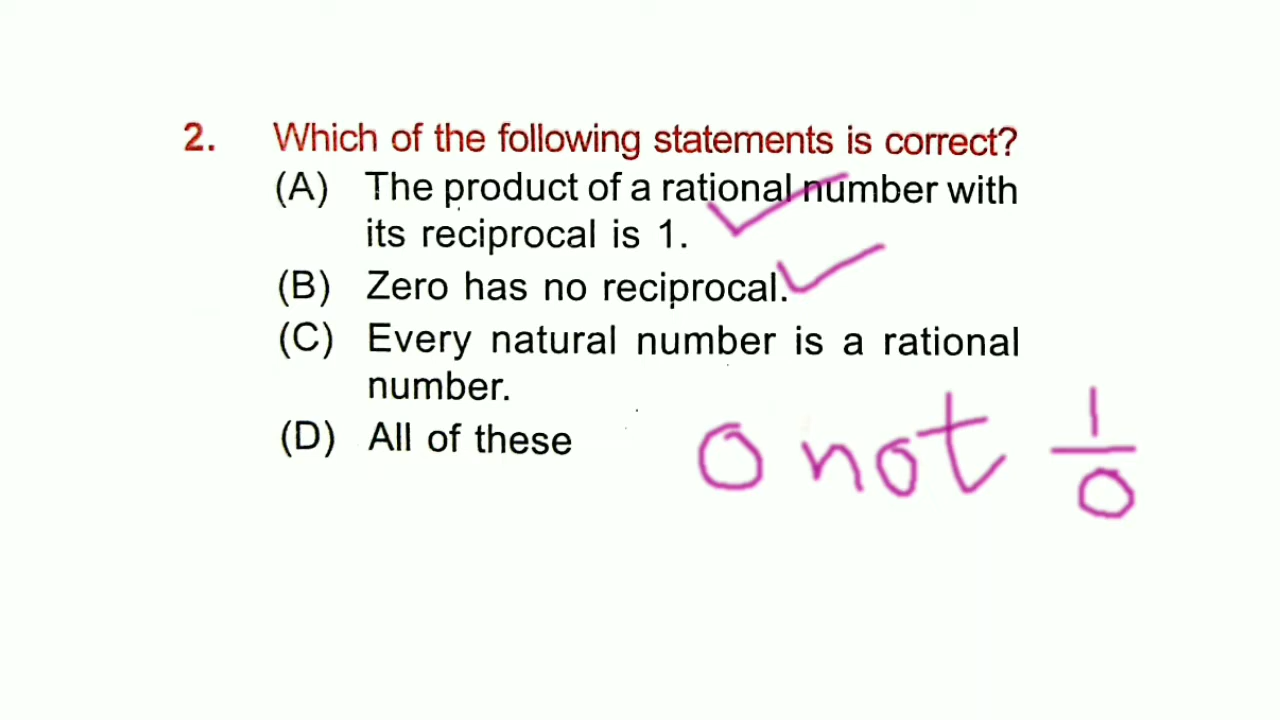 2. Which of the following statements is correct?
(A) The product of a rational number with
its reciprocal is 1.
(B) Zero has no reciprocal.
(C) Every natural number is a rational
number.
(D) All of these
0 not 1/0